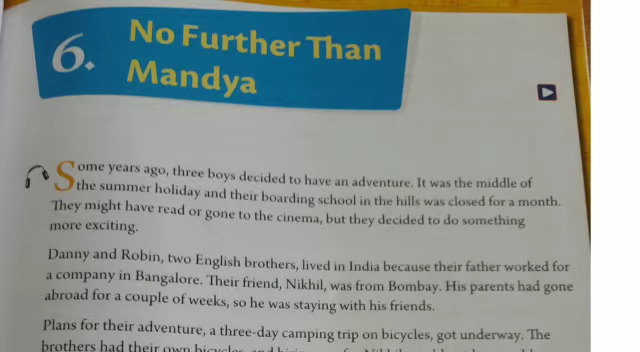 6.
No Further Than
Mandya
Some years ago, three boys decided to have an adventure. It was the middle of
the summer holiday and their boarding school in the hills was closed for a month.
They might have read or gone to the cinema, but they decided to do something
more exciting.
Danny and Robin, two English brothers, lived in India because their father worked for
a company in Bangalore. Their friend, Nikhil, was from Bombay. His parents had gone
abroad for a couple of weeks, so he was staying with his friends.
Plans for their adventure, a three-day camping trip on bicycles, got underway. The
brothers had their own